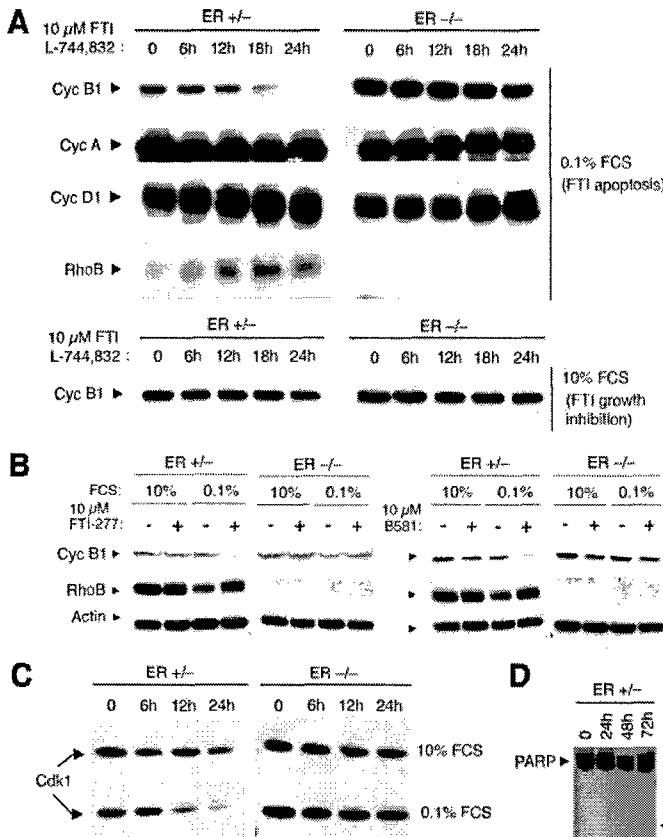 A
10 µM FTI
L-744,832 :
ER +/–
ER –/–
0 6h 12h 18h 24h
0 6h 12h 18h 24h
Cyc B1
Cyc A
Cyc D1
RhoB
0.1% FCS
(FTI apoptosis)
10 µM FTI
L-744,832 :
ER +/–
ER –/–
0 6h 12h 18h 24h
0 6h 12h 18h 24h
Cyc B1
10% FCS
(FTI growth
inhibition)
B
ER +/–
ER –/–
FCS: 10% 0.1% 10% 0.1%
10 µM
FTI-277: - + - + - + - +
Cyc B1
RhoB
Actin
ER +/–
ER –/–
10% 0.1% 10% 0.1%
10 µM
B581: - + - + - + - +
C
ER +/–
ER –/–
0 6h 12h 24h
0 6h 12h 24h
Cdk1
10% FCS
0.1% FCS
D
ER +/–
0 24h 48h 72h
PARP